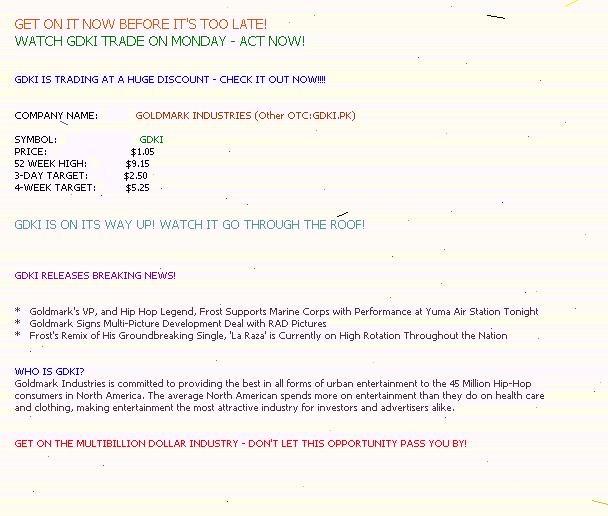 GET ON IT NOW BEFORE IT'S TOO LATE!
WATCH GDKI TRADE ON MONDAY - ACT NOW!
GDKI IS TRADING AT A HUGE DISCOUNT - CHECK IT OUT NOW!!!!
COMPANY NAME: GOLDMARK INDUSTRIES (Other OTC:GDKI.PK)
SYMBOL: GDKI
PRICE: $1.05
52 WEEK HIGH: $9.15
3-DAY TARGET: $2.50
4-WEEK TARGET: $5.25
GDKI IS ON ITS WAY UP! WATCH IT GO THROUGH THE ROOF!
GDKI RELEASES BREAKING NEWS!
* Goldmark's VP, and Hip Hop Legend, Frost Supports Marine Corps with Performance at Yuma Air Station Tonight
* Goldmark Signs Multi-Picture Development Deal with RAD Pictures
* Frost's Remix of His Groundbreaking Single, 'La Raza' is Currently on High Rotation Throughout the Nation
WHO IS GDKI?
Goldmark Industries is committed to providing the best in all forms of urban entertainment to the 45 Million Hip-Hop
consumers in North America. The average North American spends more on entertainment than they do on health care
and clothing, making entertainment the most attractive industry for investors and advertisers alike.
GET ON THE MULTIBILLION DOLLAR INDUSTRY - DON'T LET THIS OPPORTUNITY PASS YOU BY!